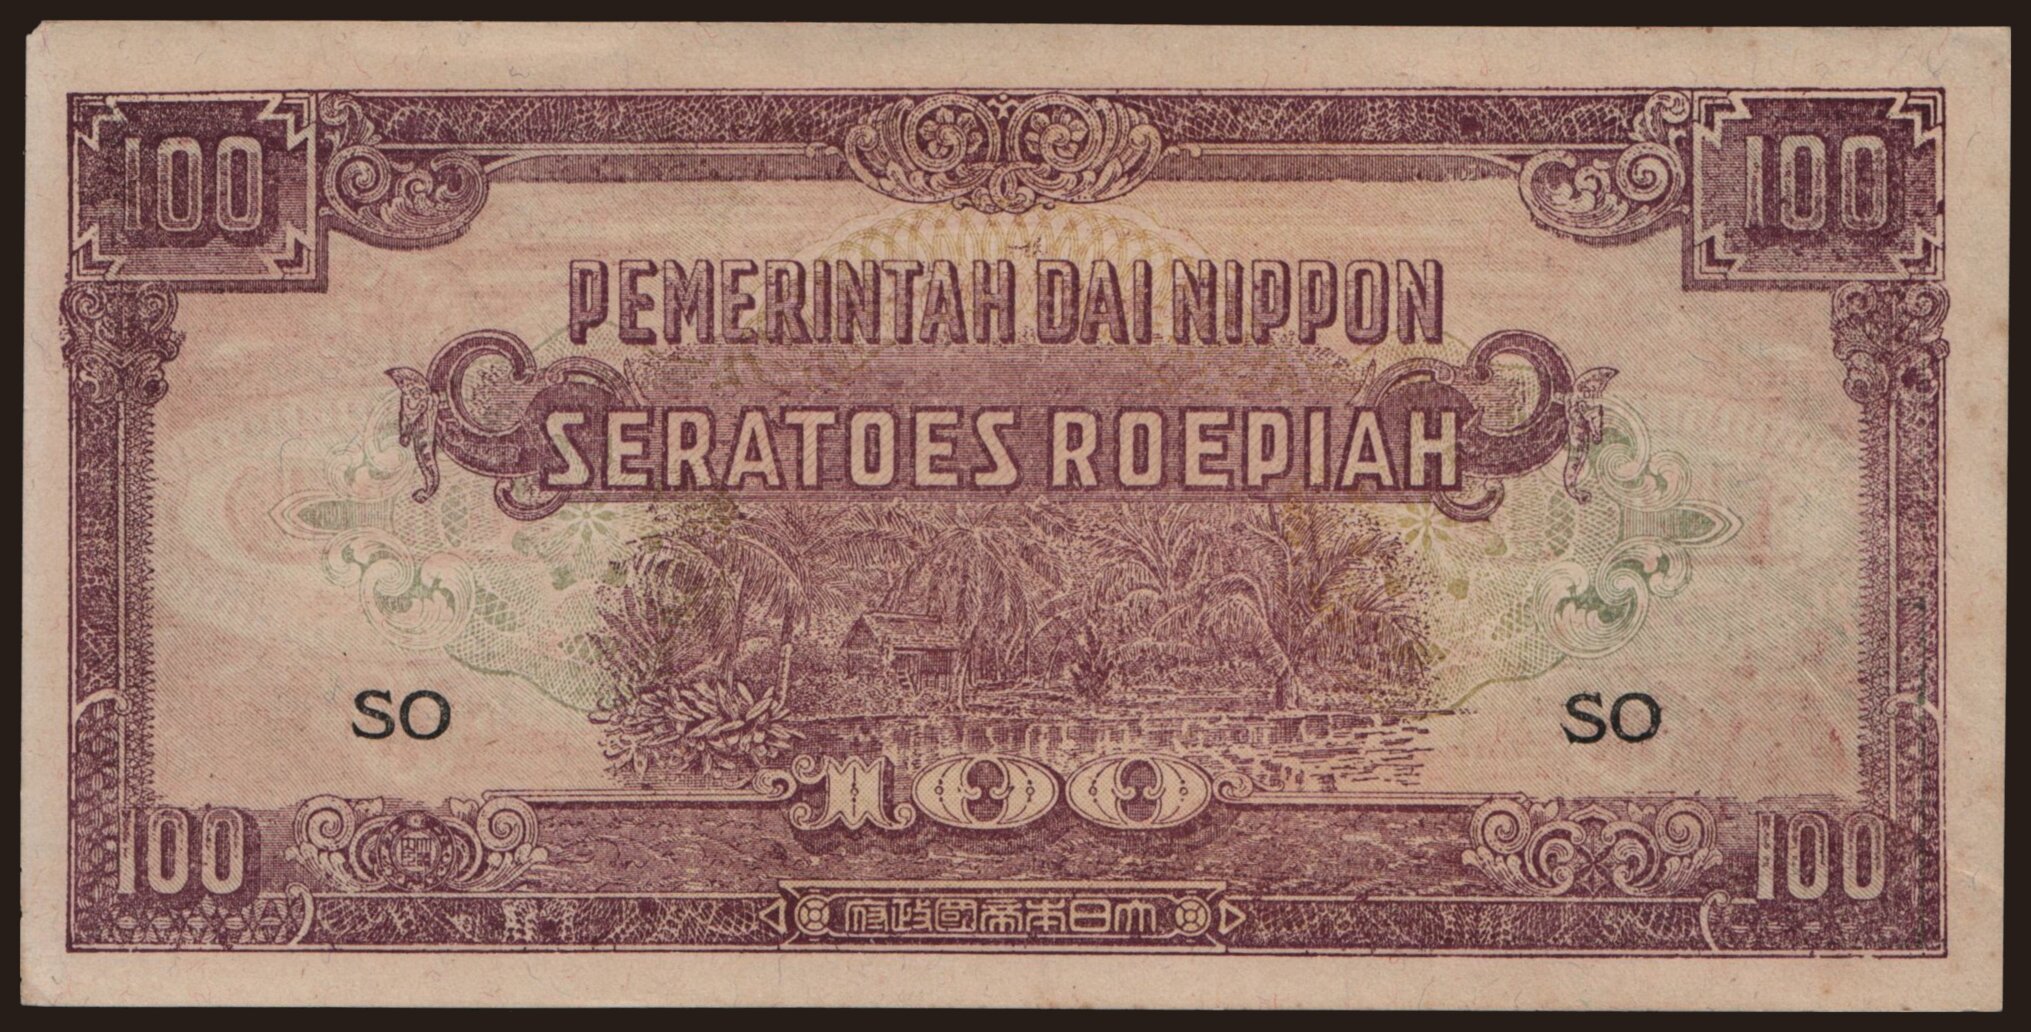 100 100
PEMERINTAH DAI NIPPON
SERATOES ROEPIAH
SO SO
100
100 100
府政國帝本日大